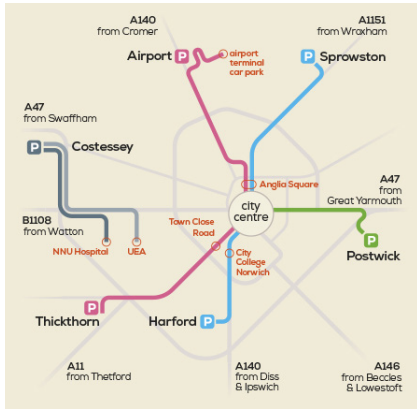 A140
from Cromer
A1151
from Wraxham
P
Airport
airport
terminal
car park
P
Sprowston
A47
from Swaffham
P
Costessey
Anglia Square
A47
from
Great Yarmouth
city
centre
B1108
from Watton
Town Close
Road
NNU Hospital
UEA
City
College
Norwich
P
Postwick
P
Thickthorn
Harford
P
A11
from Thetford
A140
from Diss
& Ipswich
A146
from Beccles
& Lowestoft